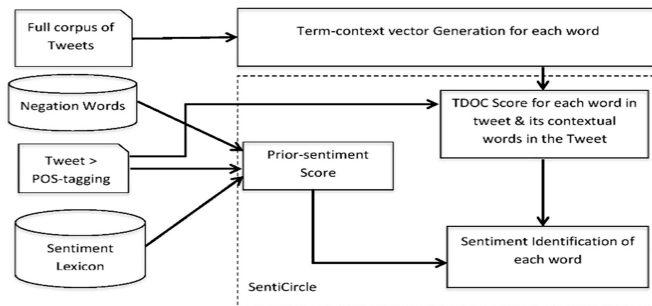 Full corpus of
Tweets
Term-context vector Generation for each word
Negation Words
TDOC Score for each word in
tweet & its contextual
words in the Tweet
Tweet >
POS-tagging
Prior-sentiment
Score
Sentiment
Lexicon
Sentiment Identification of
each word
SentiCircle